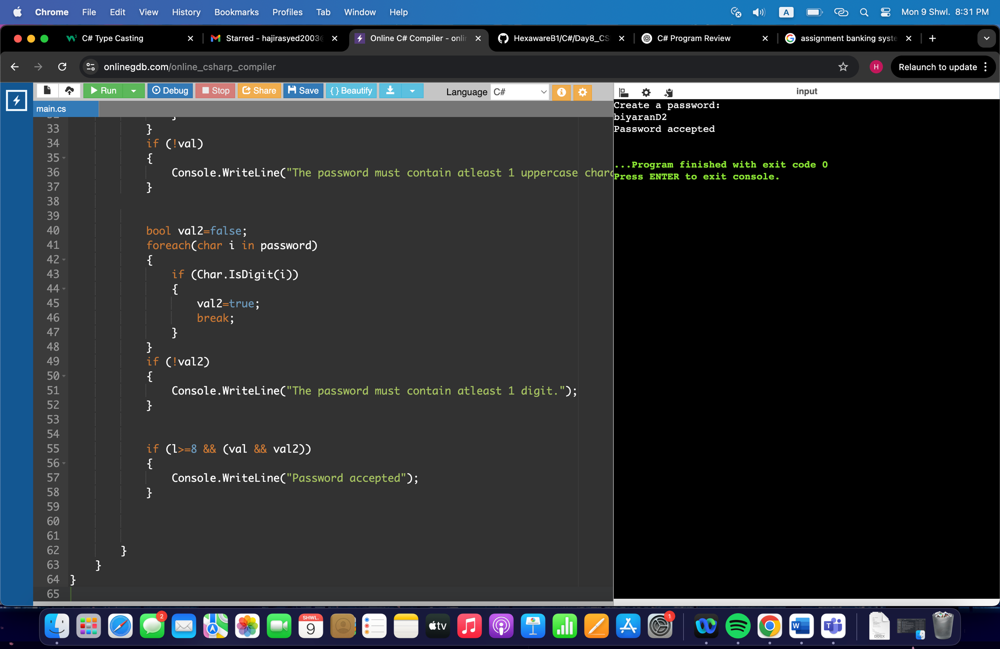 Chrome File Edit View History Bookmarks Profiles Tab Window Help A Mon 9 Shwl. 8:31 PM
C# Type Casting Starred - hajirasyed2003 Online C# Compiler - onlin HexawareB1/C#/Day8_CS C# Program Review assignment banking syste
onlinegdb.com/online_csharp_compiler H Relaunch to update
Run Debug Stop Share Save { } Beautify Language C# input
main.cs
33 }
34 if (!val)
35 {
36 Console.WriteLine("The password must contain atleast 1 uppercase chara
37 }
38
39
40 bool val2=false;
41 foreach(char i in password)
42 {
43 if (Char.IsDigit(i))
44 {
45 val2=true;
46 break;
47 }
48 }
49 if (!val2)
50 {
51 Console.WriteLine("The password must contain atleast 1 digit.");
52 }
53
54
55 if (l>=8 && (val && val2))
56 {
57 Console.WriteLine("Password accepted");
58 }
59
60
61
62 }
63 }
64 }
65
Create a password:
biyaranD2
Password accepted
...Program finished with exit code 0
Press ENTER to exit console.
2
SHWL.
9
tv
1
W
T
DOCX